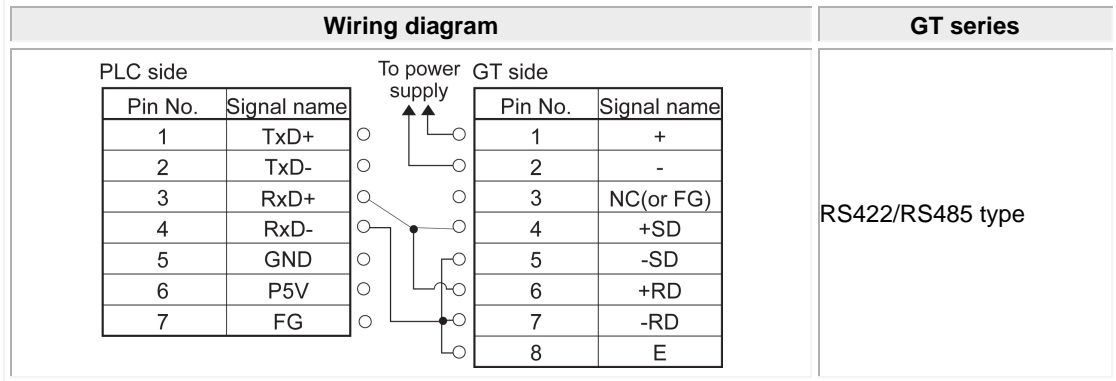 Wiring diagram GT series
PLC side To power supply GT side
Pin No. Signal name Pin No. Signal name
1 TxD+ 1 +
2 TxD- 2 -
3 RxD+ 3 NC(or FG)
4 RxD- 4 +SD
5 GND 5 -SD
6 P5V 6 +RD
7 FG 7 -RD
8 E
RS422/RS485 type